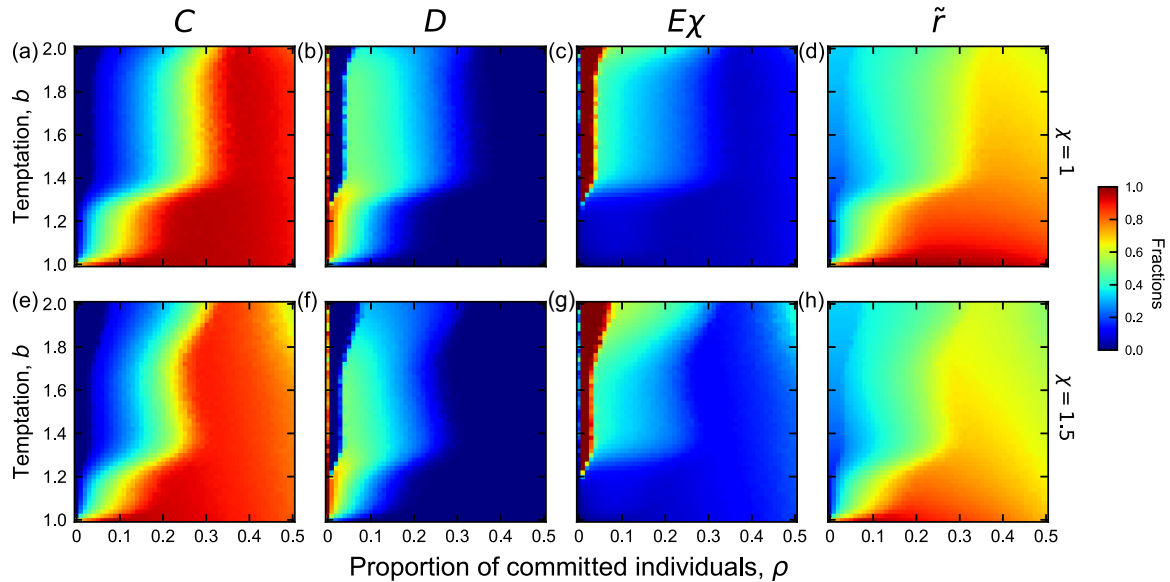 C D Eχ r̃
(a) (b) (c) (d)
Temptation, b
2.0
1.8
1.6
1.4
1.2
1.0
χ = 1
(e) (f) (g) (h)
Temptation, b
2.0
1.8
1.6
1.4
1.2
1.0
χ = 1.5
0 0.1 0.2 0.3 0.4 0.5 0 0.1 0.2 0.3 0.4 0.5 0 0.1 0.2 0.3 0.4 0.5 0 0.1 0.2 0.3 0.4 0.5
Proportion of committed individuals, ρ
1.0
0.8
0.6
0.4
0.2
0.0
Fractions